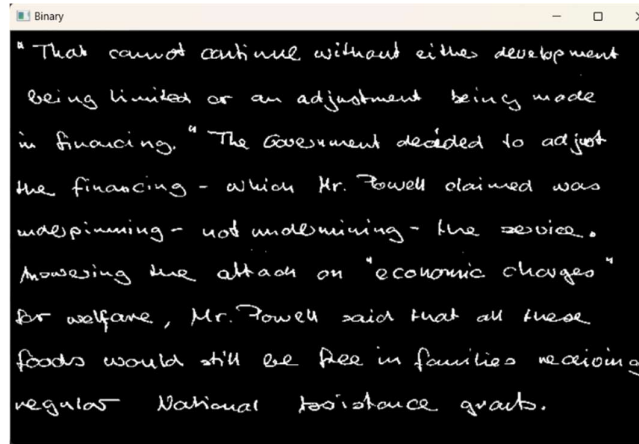 Binary
"That cannot continue without either development
being limited or an adjustment being made
in financing." The Government decided to adjust
the financing - which Mr. Powell claimed was
underpinning - not undermining - the service.
Answering the attack on "economic charges"
for welfare, Mr. Powell said that all these
foods would still be free in families receiving
regular National Assistance grants.